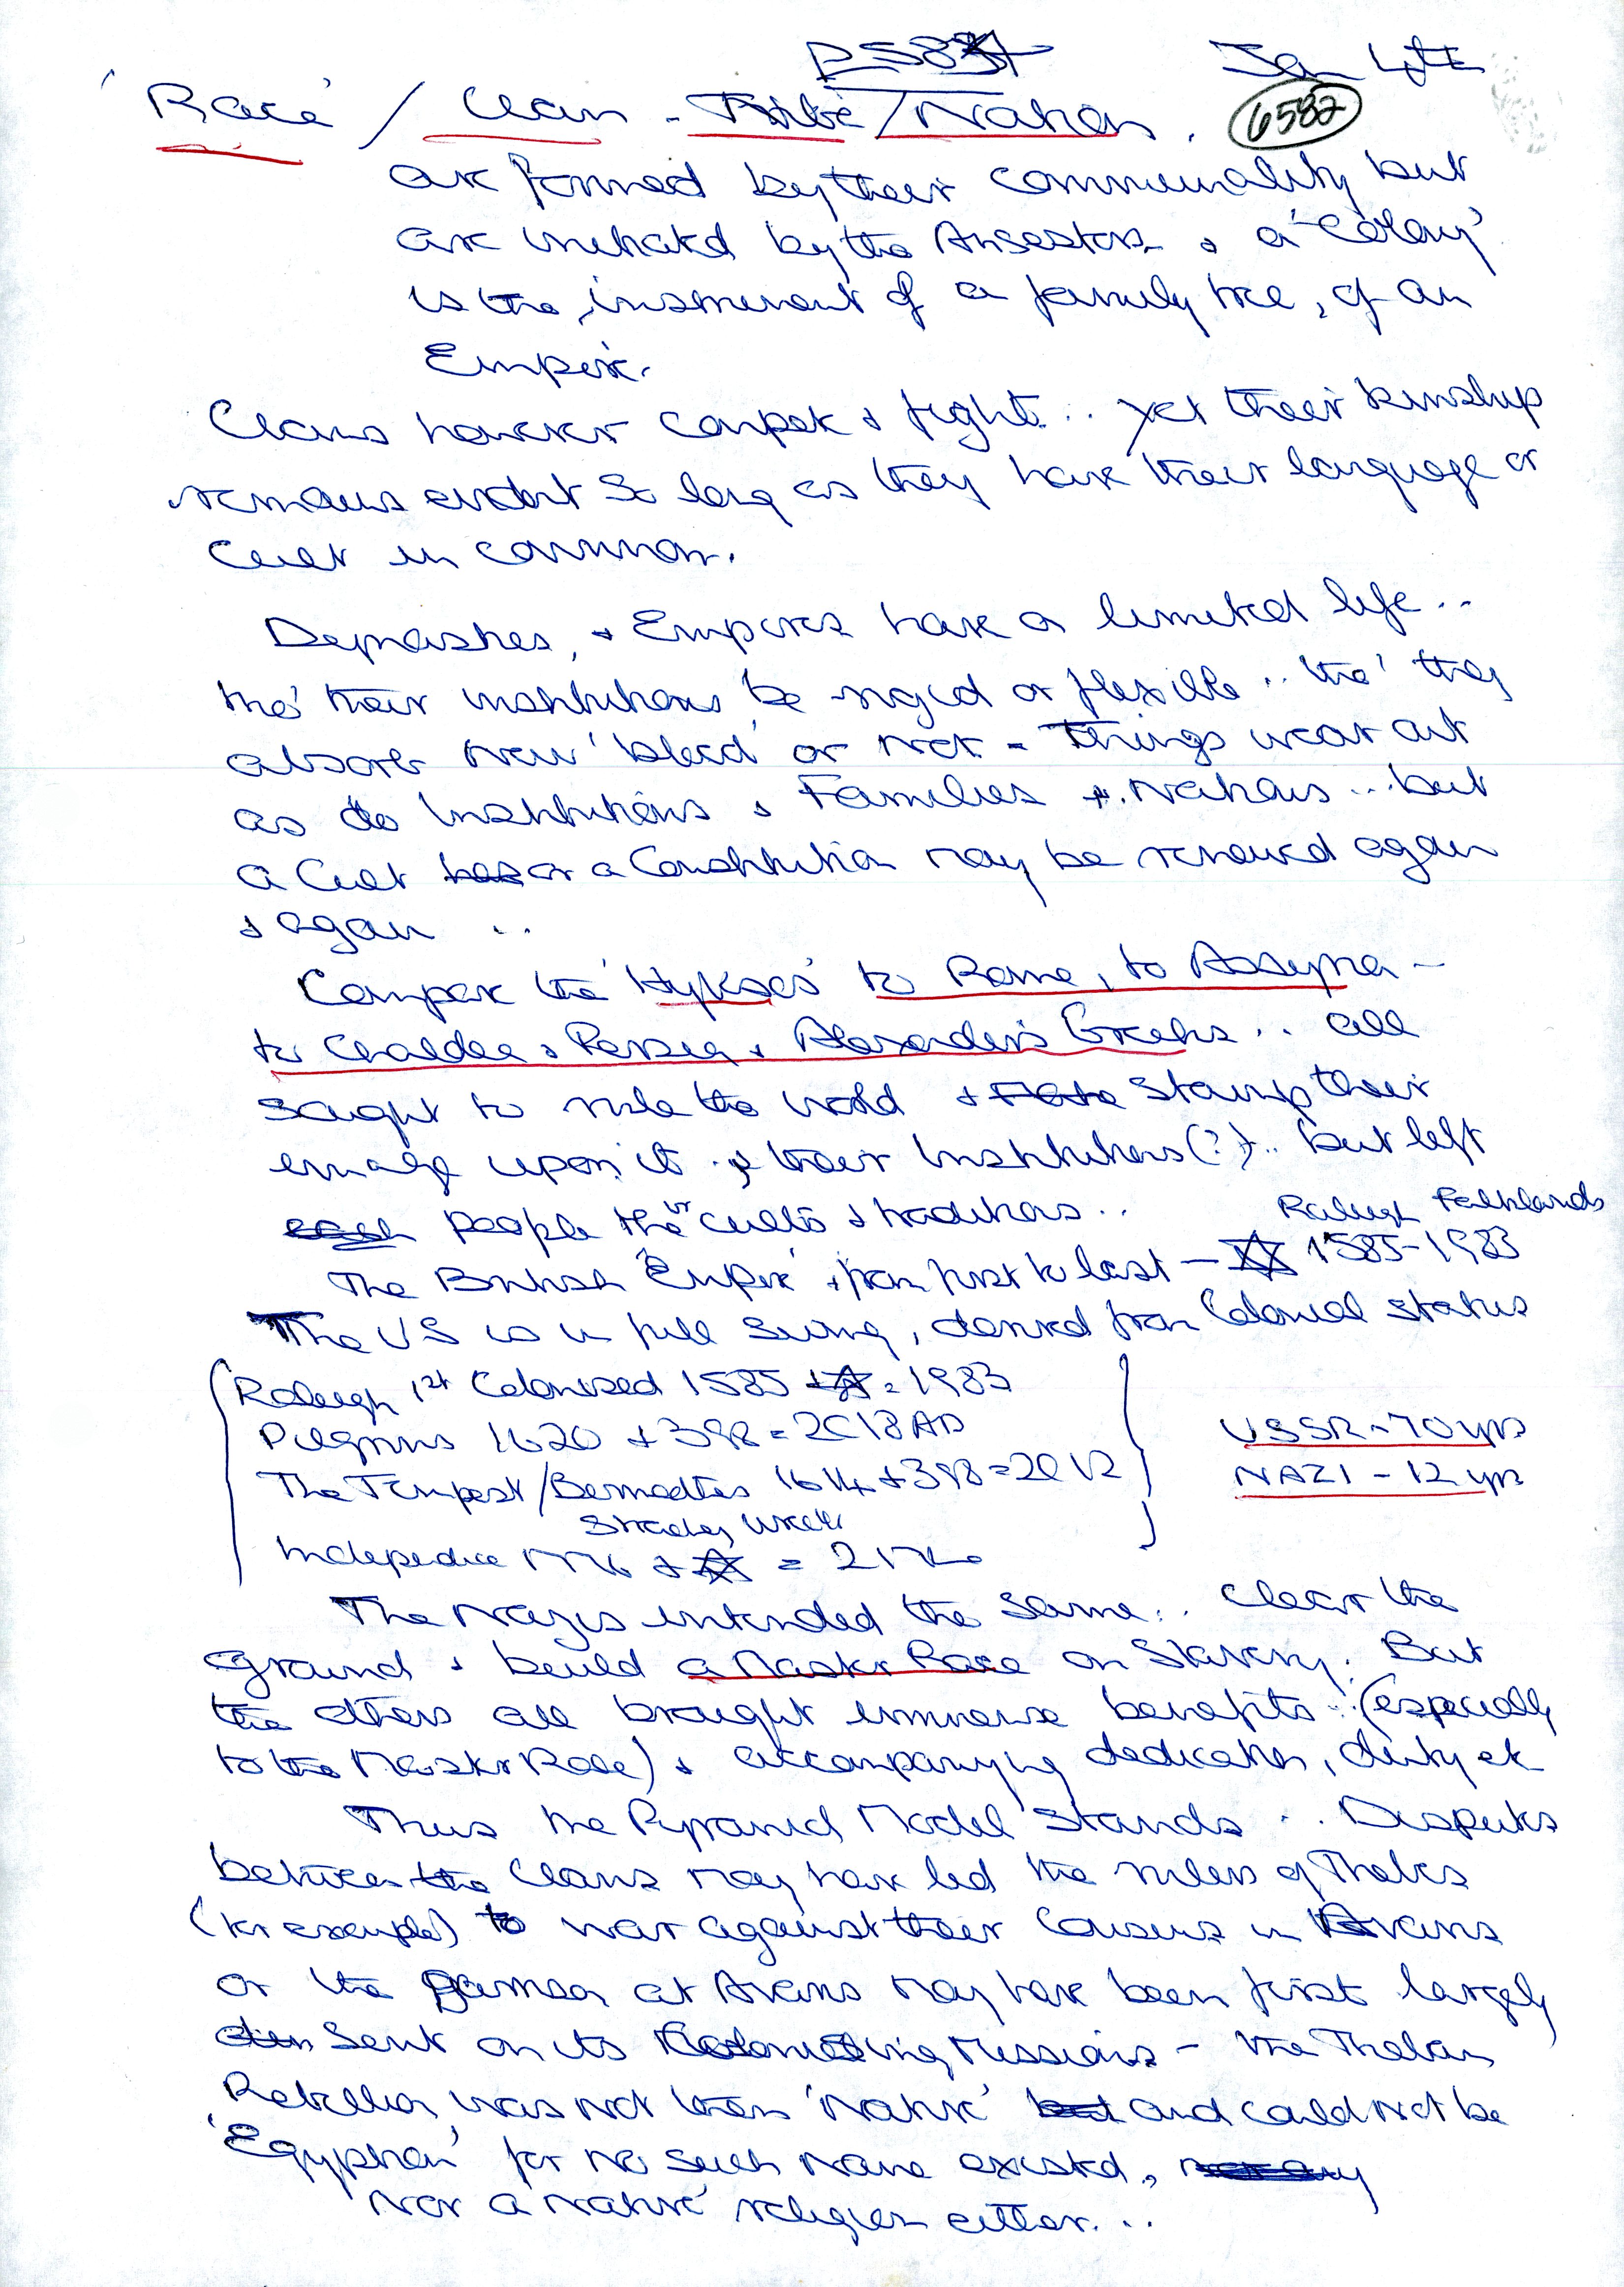 Jan 4th
6582
'Race' / Clan - Tribe / Nation.
are formed by their communality but
are initiated by the Ansestors & a 'Colony'
is the instrument of a family tree, of an
Empire.
Clans however compete & fight .. yet their kinship
remains evident so long as they have their language or
Cult in common.
Dynasties, & Empires have a limited life ..
tho' their institutions be rigid or flexible .. tho' they
absorb new 'blood' or not - Things wear out
as do Institutions & Families & Nations ... but
a Cult or a Constitution may be renewed again
& again ..
Compare the 'Hyksos' to Rome, to Assyria -
to Chaldea & Persia & Alexander's Greeks .. all
sought to rule the world & stamp their
image upon it & their Institutions (?) .. but left
people their cults & traditions ..
Raleigh Falklands
The British 'Empire' from first to last - 1585-1983
The US is in full swing, derived from Colonial status
Raleigh 1st Colonised 1585 = 1983
Pilgrims 1620 + 398 = 2018 AD
The Tempest / Bermodties 1614 + 398 = 2012
Strachey wreck
Independence 1776 + = 217
USSR - 70 yrs
NAZI - 12 yrs
The Nazis intended the same .. Clear the
ground & build a Master Race on Slavery. But
the others all brought immense benefits .. (especially
to the Master Race) & accompanying dedication, duty etc
Thus the Pyramid Model stands .. Disputes
between the Clans may have led the rulers of Thebes
(for example) to war against their Cousins in Avaris
or the garrison at Avaris may have been first largely
sent on its Colonising Missions - the Theban
Rebellion was not then 'Native' and could not be
'Egyptian' for no such name existed,
nor a 'native' religion either...